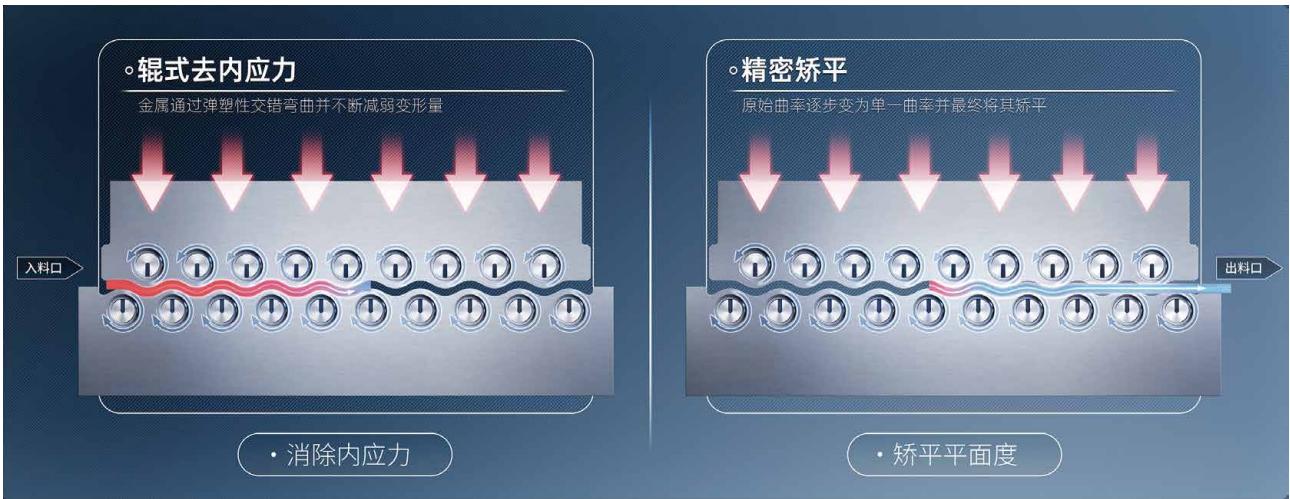 辊式去内应力
金属通过弹塑性交错弯曲并不断减弱变形量
入料口
消除内应力
精密矫平
原始曲率逐步变为单一曲率并最终将其矫平
出料口
矫平平面度